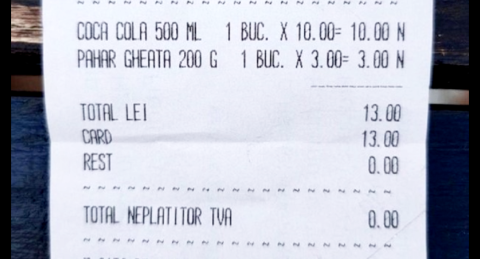 COCA COLA 500 ML 1 BUC. X 10.00= 10.00 N
PAHAR GHEATA 200 G 1 BUC. X 3.00= 3.00 N
TOTAL LEI 13.00
CARD 13.00
REST 0.00
~ ~ ~ ~ ~ ~ ~ ~ ~ ~ ~ ~ ~ ~ ~ ~ ~ ~ ~ ~
TOTAL NEPLATITOR TVA 0.00
~ ~ ~ ~ ~ ~ ~ ~ ~ ~ ~ ~ ~ ~ ~ ~ ~ ~ ~ ~